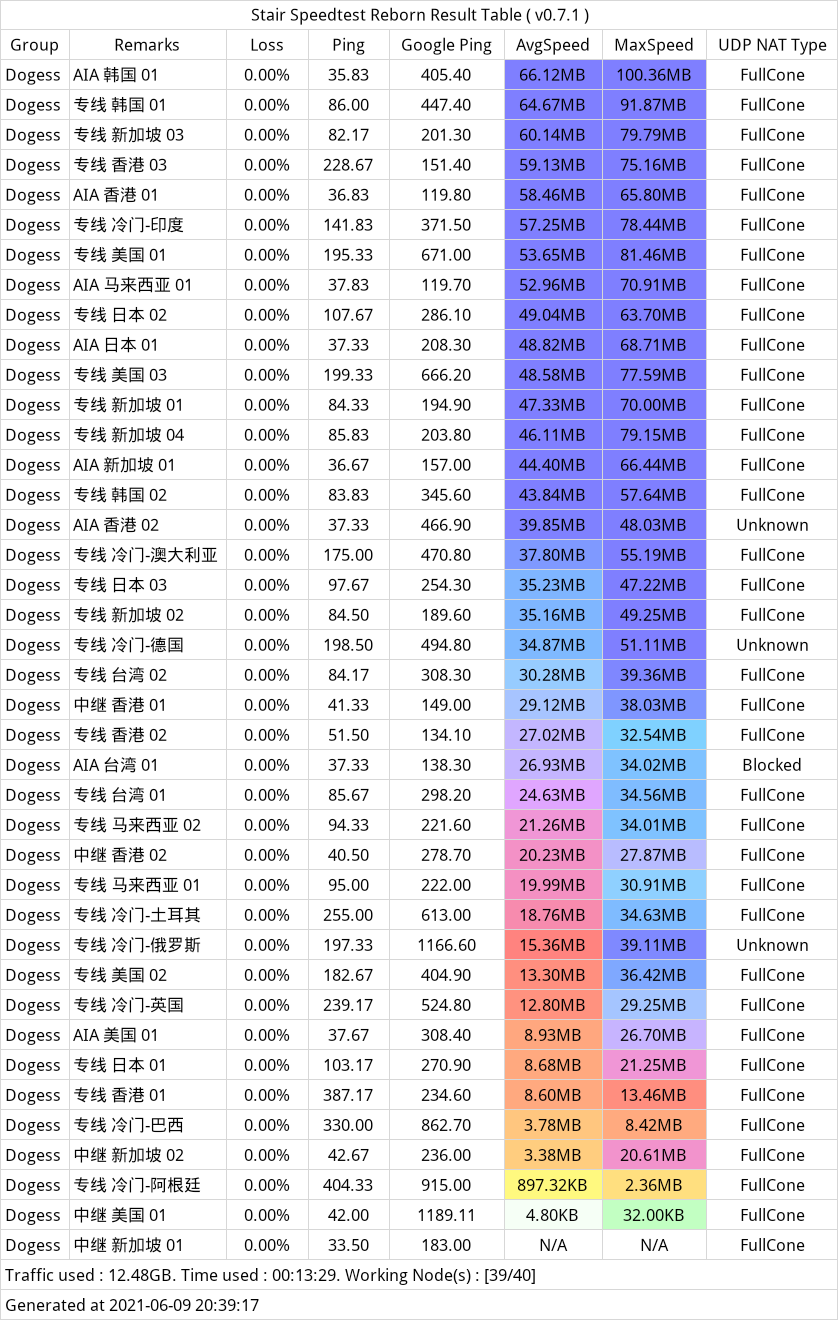 Stair Speedtest Reborn Result Table ( v0.7.1 )
Group Remarks Loss Ping Google Ping AvgSpeed MaxSpeed UDP NAT Type
Dogess AIA 韩国 01 0.00% 35.83 405.40 66.12MB 100.36MB FullCone
Dogess 专线 韩国 01 0.00% 86.00 447.40 64.67MB 91.87MB FullCone
Dogess 专线 新加坡 03 0.00% 82.17 201.30 60.14MB 79.79MB FullCone
Dogess 专线 香港 03 0.00% 228.67 151.40 59.13MB 75.16MB FullCone
Dogess AIA 香港 01 0.00% 36.83 119.80 58.46MB 65.80MB FullCone
Dogess 专线 冷门-印度 0.00% 141.83 371.50 57.25MB 78.44MB FullCone
Dogess 专线 美国 01 0.00% 195.33 671.00 53.65MB 81.46MB FullCone
Dogess AIA 马来西亚 01 0.00% 37.83 119.70 52.96MB 70.91MB FullCone
Dogess 专线 日本 02 0.00% 107.67 286.10 49.04MB 63.70MB FullCone
Dogess AIA 日本 01 0.00% 37.33 208.30 48.82MB 68.71MB FullCone
Dogess 专线 美国 03 0.00% 199.33 666.20 48.58MB 77.59MB FullCone
Dogess 专线 新加坡 01 0.00% 84.33 194.90 47.33MB 70.00MB FullCone
Dogess 专线 新加坡 04 0.00% 85.83 203.80 46.11MB 79.15MB FullCone
Dogess AIA 新加坡 01 0.00% 36.67 157.00 44.40MB 66.44MB FullCone
Dogess 专线 韩国 02 0.00% 83.83 345.60 43.84MB 57.64MB FullCone
Dogess AIA 香港 02 0.00% 37.33 466.90 39.85MB 48.03MB Unknown
Dogess 专线 冷门-澳大利亚 0.00% 175.00 470.80 37.80MB 55.19MB FullCone
Dogess 专线 日本 03 0.00% 97.67 254.30 35.23MB 47.22MB FullCone
Dogess 专线 新加坡 02 0.00% 84.50 189.60 35.16MB 49.25MB FullCone
Dogess 专线 冷门-德国 0.00% 198.50 494.80 34.87MB 51.11MB Unknown
Dogess 专线 台湾 02 0.00% 84.17 308.30 30.28MB 39.36MB FullCone
Dogess 中继 香港 01 0.00% 41.33 149.00 29.12MB 38.03MB FullCone
Dogess 专线 香港 02 0.00% 51.50 134.10 27.02MB 32.54MB FullCone
Dogess AIA 台湾 01 0.00% 37.33 138.30 26.93MB 34.02MB Blocked
Dogess 专线 台湾 01 0.00% 85.67 298.20 24.63MB 34.56MB FullCone
Dogess 专线 马来西亚 02 0.00% 94.33 221.60 21.26MB 34.01MB FullCone
Dogess 中继 香港 02 0.00% 40.50 278.70 20.23MB 27.87MB FullCone
Dogess 专线 马来西亚 01 0.00% 95.00 222.00 19.99MB 30.91MB FullCone
Dogess 专线 冷门-土耳其 0.00% 255.00 613.00 18.76MB 34.63MB FullCone
Dogess 专线 冷门-俄罗斯 0.00% 197.33 1166.60 15.36MB 39.11MB Unknown
Dogess 专线 美国 02 0.00% 182.67 404.90 13.30MB 36.42MB FullCone
Dogess 专线 冷门-英国 0.00% 239.17 524.80 12.80MB 29.25MB FullCone
Dogess AIA 美国 01 0.00% 37.67 308.40 8.93MB 26.70MB FullCone
Dogess 专线 日本 01 0.00% 103.17 270.90 8.68MB 21.25MB FullCone
Dogess 专线 香港 01 0.00% 387.17 234.60 8.60MB 13.46MB FullCone
Dogess 专线 冷门-巴西 0.00% 330.00 862.70 3.78MB 8.42MB FullCone
Dogess 中继 新加坡 02 0.00% 42.67 236.00 3.38MB 20.61MB FullCone
Dogess 专线 冷门-阿根廷 0.00% 404.33 915.00 897.32KB 2.36MB FullCone
Dogess 中继 美国 01 0.00% 42.00 1189.11 4.80KB 32.00KB FullCone
Dogess 中继 新加坡 01 0.00% 33.50 183.00 N/A N/A FullCone
Traffic used : 12.48GB. Time used : 00:13:29. Working Node(s) : [39/40]
Generated at 2021-06-09 20:39:17